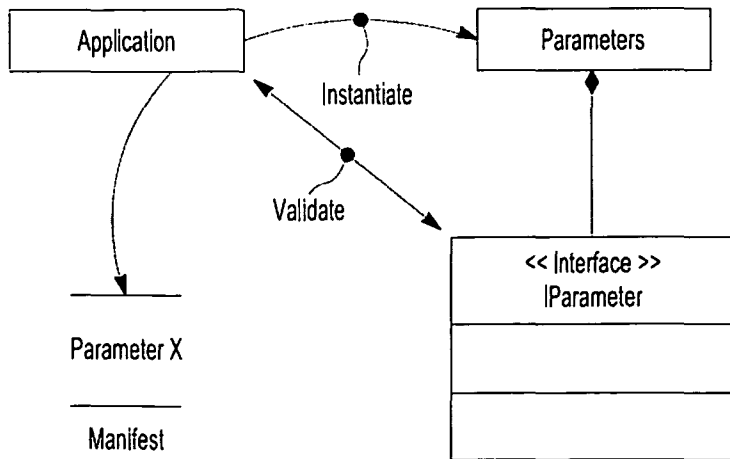 Application
Parameters
Instantiate
Validate
<< Interface >>
IParameter
Parameter X
Manifest